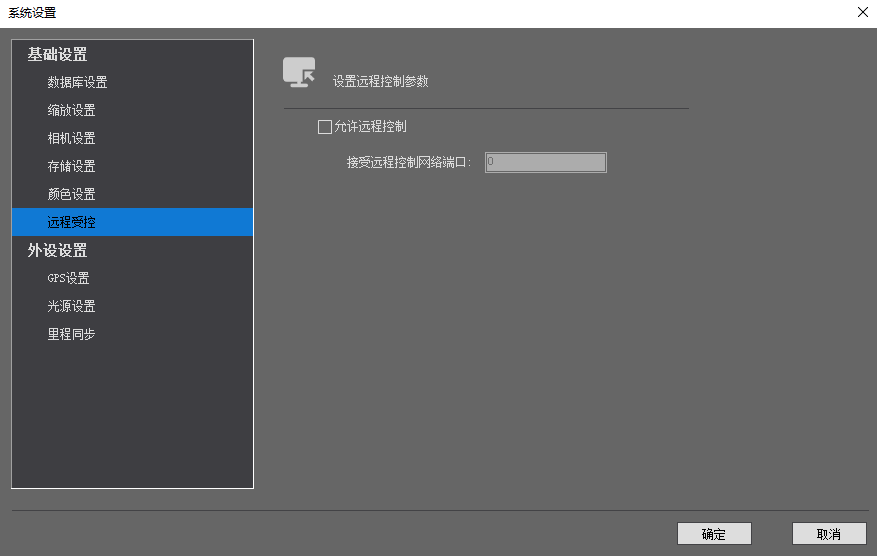 系统设置
基础设置
数据库设置
缩放设置
相机设置
存储设置
颜色设置
远程受控
外设设置
GPS设置
光源设置
里程同步
设置远程控制参数
允许远程控制
接受远程控制网络端口:
0
确定
取消